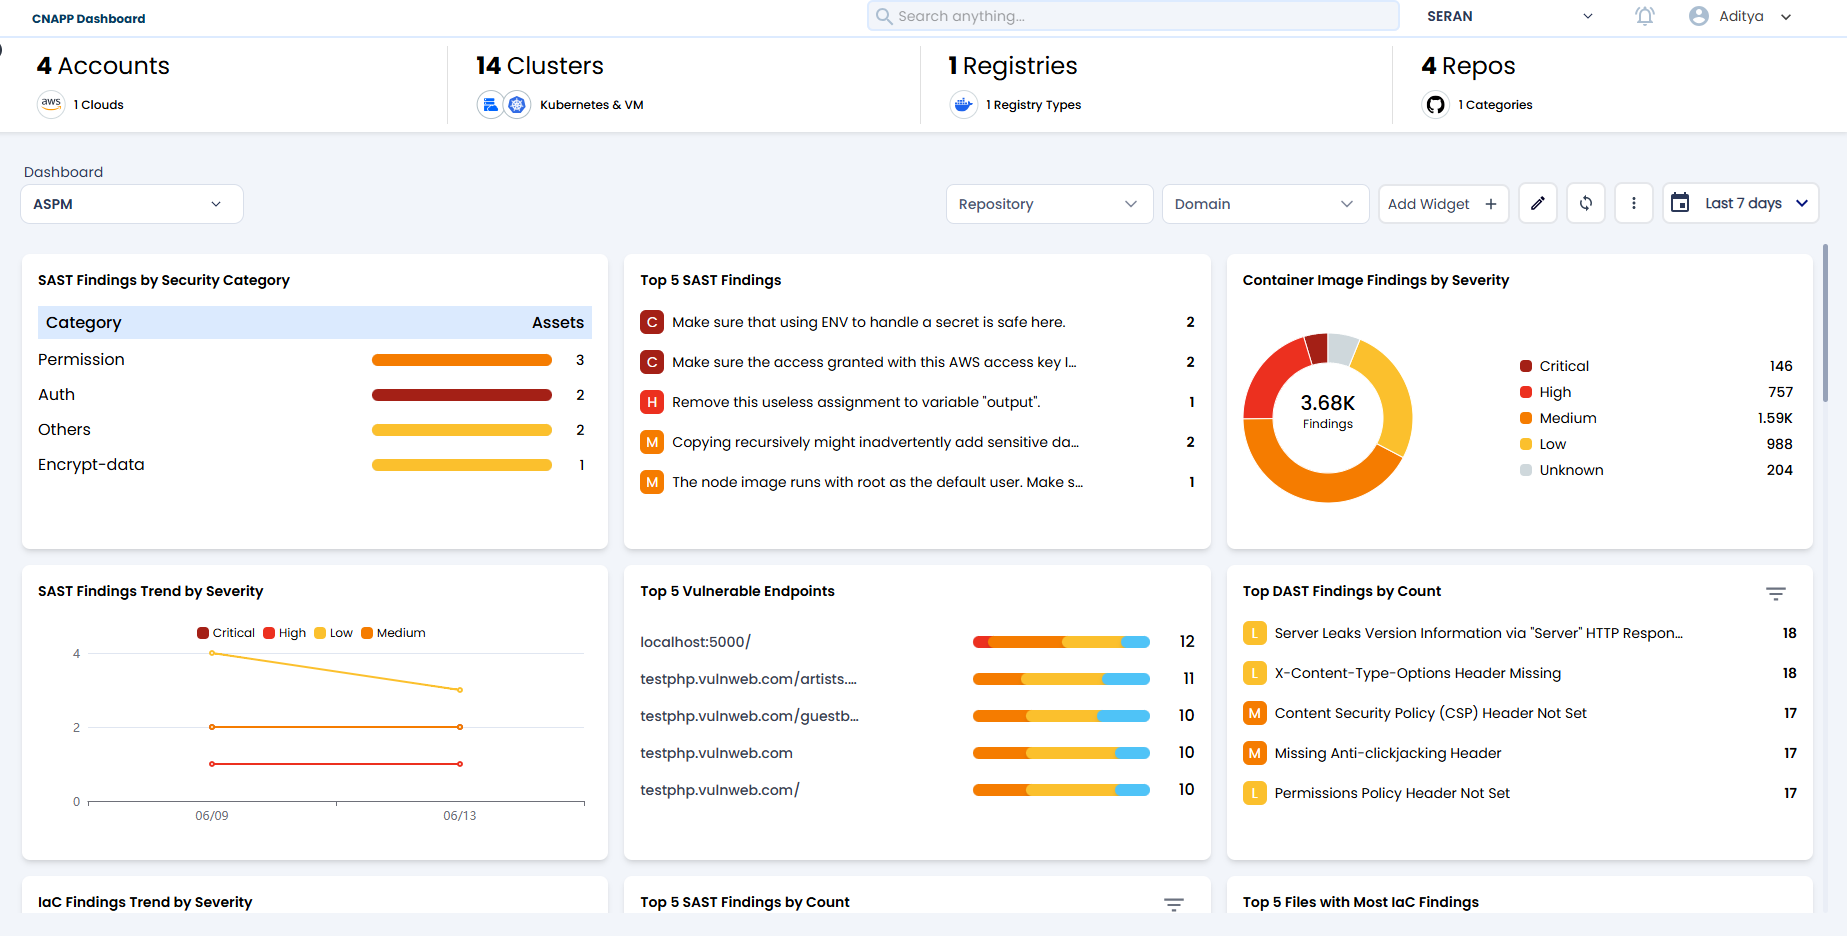 CNAPP Dashboard
Search anything...
SERAN
Aditya
4 Accounts
aws 1 Clouds
14 Clusters
Kubernetes & VM
1 Registries
1 Registry Types
4 Repos
1 Categories
Dashboard
ASPM
Repository
Domain
Add Widget +
Last 7 days
SAST Findings by Security Category
Category Assets
Permission 3
Auth 2
Others 2
Encrypt-data 1
Top 5 SAST Findings
C Make sure that using ENV to handle a secret is safe here. 2
C Make sure the access granted with this AWS access key I... 2
H Remove this useless assignment to variable "output". 1
M Copying recursively might inadvertently add sensitive da... 2
M The node image runs with root as the default user. Make s... 1
Container Image Findings by Severity
3.68K
Findings
Critical 146
High 757
Medium 1.59K
Low 988
Unknown 204
SAST Findings Trend by Severity
Critical High Low Medium
4
2
0
06/09 06/13
Top 5 Vulnerable Endpoints
localhost:5000/ 12
testphp.vulnweb.com/artists.... 11
testphp.vulnweb.com/guestb... 10
testphp.vulnweb.com 10
testphp.vulnweb.com/ 10
Top DAST Findings by Count
L Server Leaks Version Information via "Server" HTTP Respon... 18
L X-Content-Type-Options Header Missing 18
M Content Security Policy (CSP) Header Not Set 17
M Missing Anti-clickjacking Header 17
L Permissions Policy Header Not Set 17
IaC Findings Trend by Severity
Top 5 SAST Findings by Count
Top 5 Files with Most IaC Findings